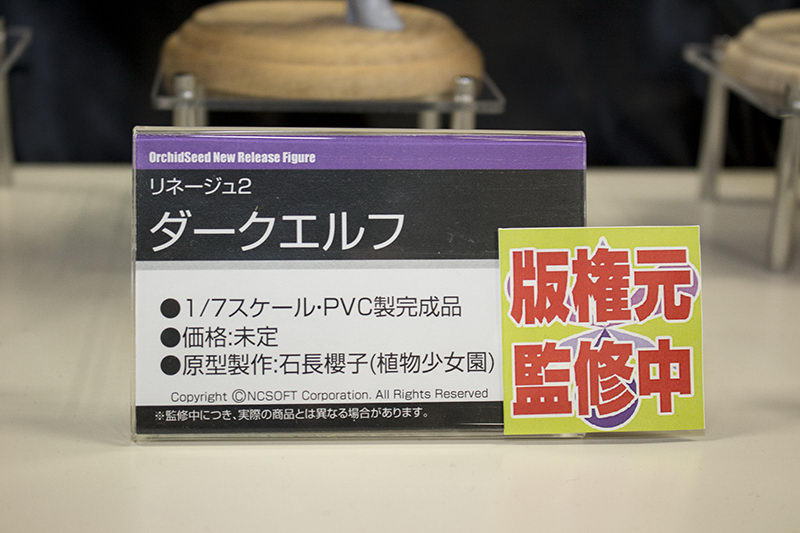 OrchidSeed New Release Figure
リネージュ2
ダークエルフ
●1/7スケール・PVC製完成品
●価格:未定
●原型製作:石長櫻子(植物少女園)
Copyright ©NCSOFT Corporation. All Rights Reserved
※監修中につき、実際の商品とは異なる場合があります。
版権元
監修中